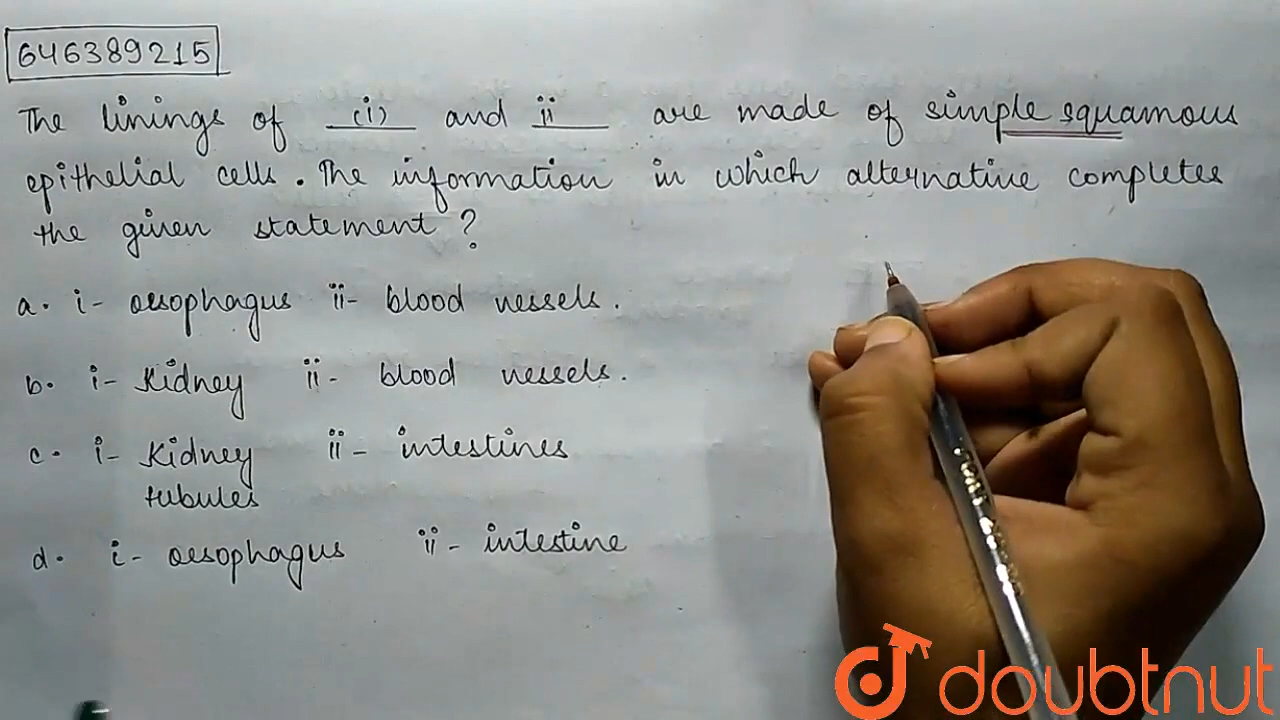 646389215
The linings of (i) and ii are made of simple squamous
epithelial cells. The information in which alternative completes
the given statement?
a. i- oesophagus ii- blood vessels.
b. i- Kidney ii- blood vessels.
c. i- Kidney ii- intestines
tubules
d. i- oesophagus ii- intestine
doubtnut